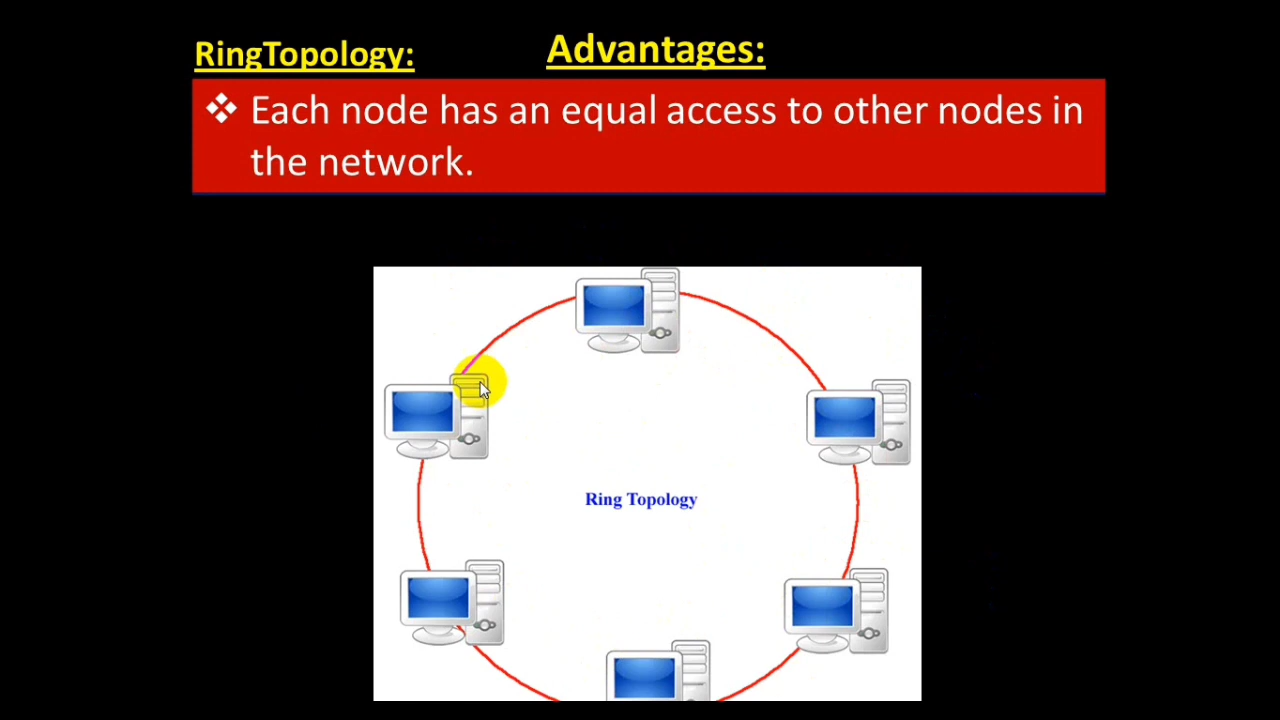 RingTopology:
Advantages:
❖ Each node has an equal access to other nodes in
the network.
Ring Topology